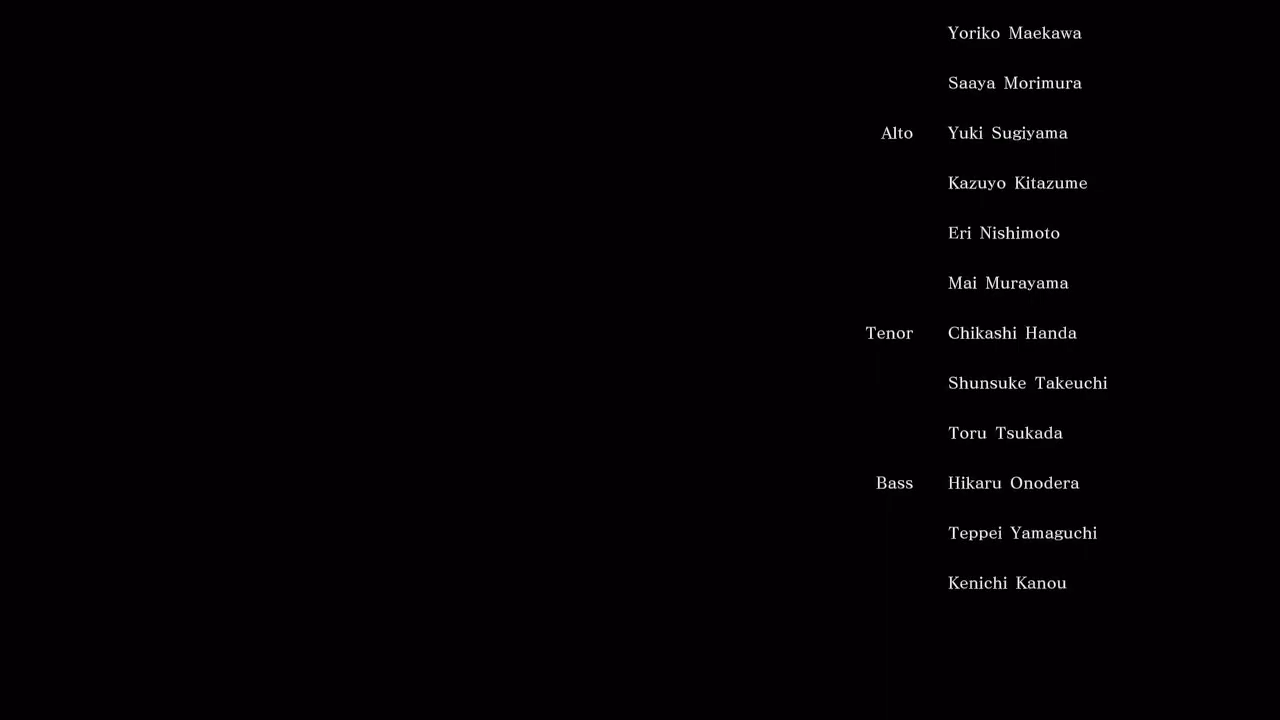 Yoriko Maekawa
Saaya Morimura
Alto Yuki Sugiyama
Kazuyo Kitazume
Eri Nishimoto
Mai Murayama
Tenor Chikashi Handa
Shunsuke Takeuchi
Toru Tsukada
Bass Hikaru Onodera
Teppei Yamaguchi
Kenichi Kanou